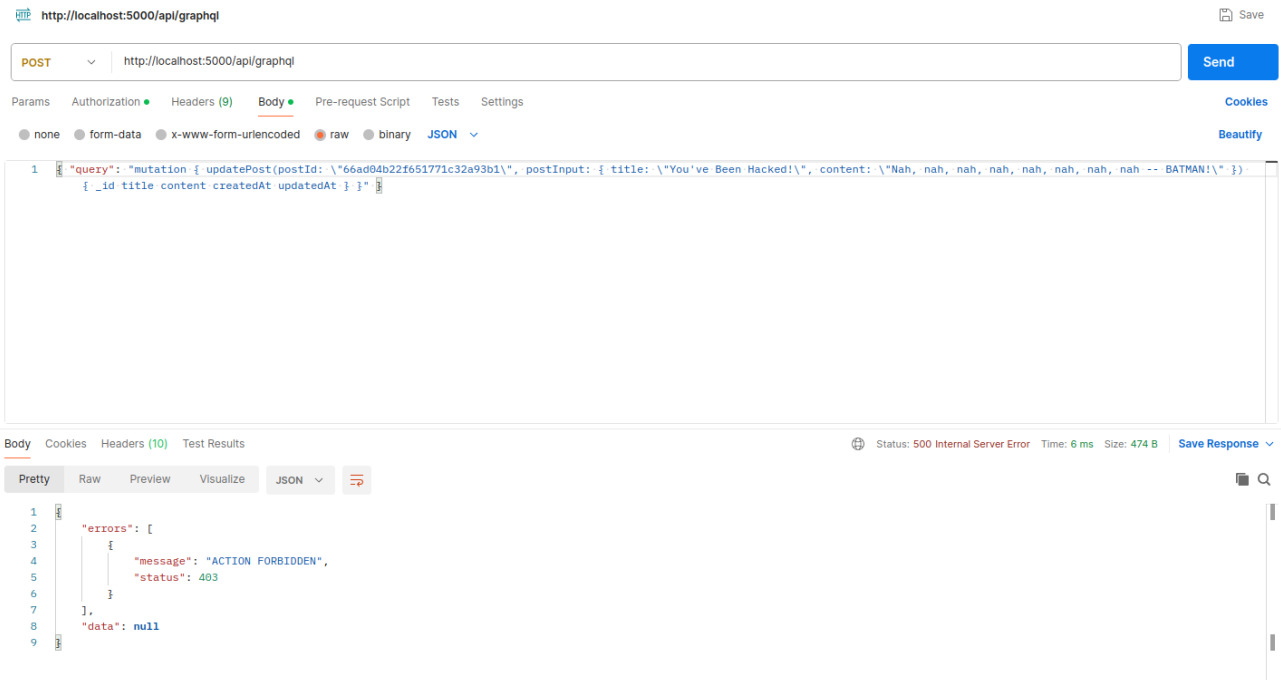 HTTP http://localhost:5000/api/graphql Save
POST http://localhost:5000/api/graphql Send
Params Authorization Headers (9) Body Pre-request Script Tests Settings Cookies
none form-data x-www-form-urlencoded raw binary JSON Beautify
1 { "query": "mutation { updatePost(postId: \"66ad04b22f651771c32a93b1\", postInput: { title: \"You've Been Hacked!\", content: \"Nah, nah, nah, nah, nah, nah, nah, nah -- BATMAN!\" })
{ _id title content createdAt updatedAt } }" }
Body Cookies Headers (10) Test Results Status: 500 Internal Server Error Time: 6 ms Size: 474 B Save Response
Pretty Raw Preview Visualize JSON
1 {
2 "errors": [
3 {
4 "message": "ACTION FORBIDDEN",
5 "status": 403
6 }
7 ],
8 "data": null
9 }